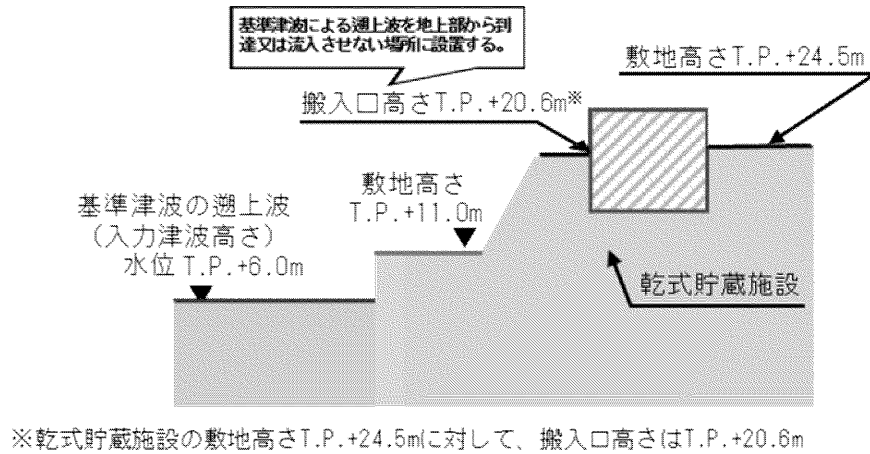 基準津波による遡上波を地上部から到
達又は流入させない場所に設置する。
敷地高さT.P.+24.5m
搬入口高さT.P.+20.6m※
敷地高さ
T.P.+11.0m
基準津波の遡上波
（入力津波高さ）
水位 T.P.+6.0m
乾式貯蔵施設
※乾式貯蔵施設の敷地高さT.P.+24.5mに対して、搬入口高さはT.P.+20.6m